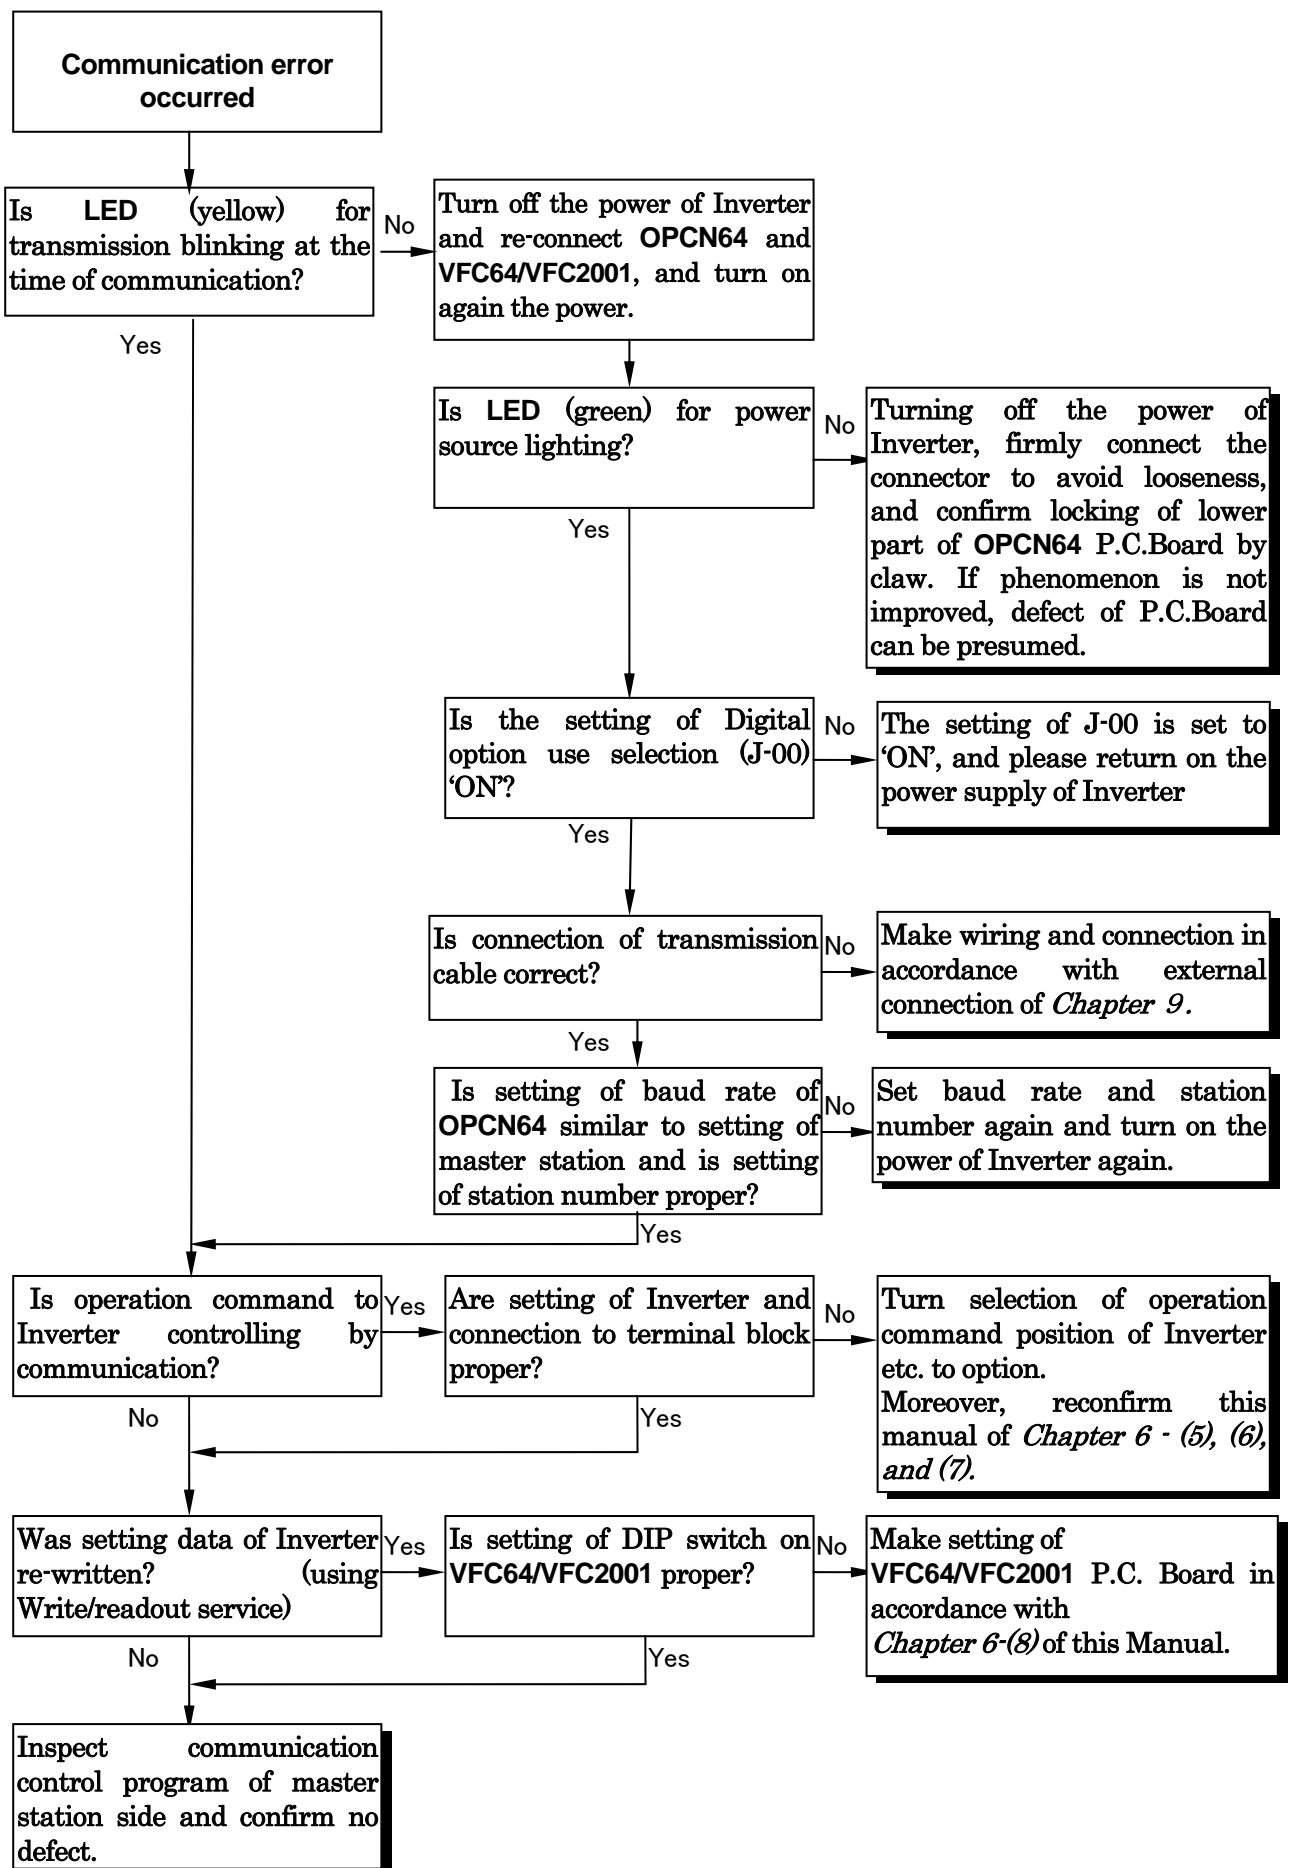 Communication error
occurred
Is LED (yellow) for
transmission blinking at the
time of communication?
No
Turn off the power of Inverter
and re-connect OPCN64 and
VFC64/VFC2001, and turn on
again the power.
Yes
Is LED (green) for power
source lighting?
No
Turning off the power of
Inverter, firmly connect the
connector to avoid looseness,
and confirm locking of lower
part of OPCN64 P.C.Board by
claw. If phenomenon is not
improved, defect of P.C.Board
can be presumed.
Yes
Is the setting of Digital
option use selection (J-00)
‘ON’?
No
The setting of J-00 is set to
‘ON’, and please return on the
power supply of Inverter
Yes
Is connection of transmission
cable correct?
No
Make wiring and connection in
accordance with external
connection of Chapter 9.
Yes
Is setting of baud rate of
OPCN64 similar to setting of
master station and is setting
of station number proper?
No
Set baud rate and station
number again and turn on the
power of Inverter again.
Yes
Is operation command to
Inverter controlling by
communication?
Yes
Are setting of Inverter and
connection to terminal block
proper?
No
Turn selection of operation
command position of Inverter
etc. to option.
Moreover, reconfirm this
manual of Chapter 6 - (5), (6),
and (7).
No
Yes
Was setting data of Inverter
re-written? (using
Write/readout service)
Yes
Is setting of DIP switch on
VFC64/VFC2001 proper?
No
Make setting of
VFC64/VFC2001 P.C. Board in
accordance with
Chapter 6-(8) of this Manual.
No
Yes
Inspect communication
control program of master
station side and confirm no
defect.